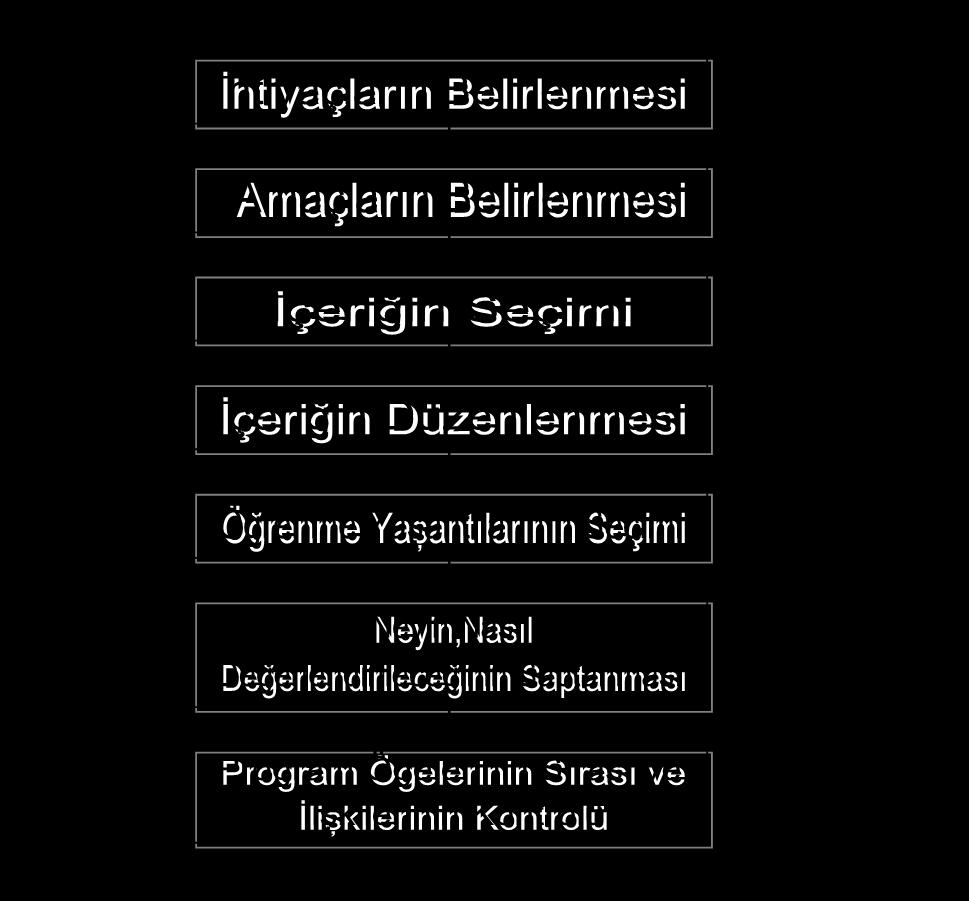 İhtiyaçların Belirlenmesi
Amaçların Belirlenmesi
İçeriğin Seçimi
İçeriğin Düzenlenmesi
Öğrenme Yaşantılarının Seçimi
Neyin,Nasıl
Değerlendirileceğinin Saptanması
Program Ögelerinin Sırası ve
İlişkilerinin Kontrolü